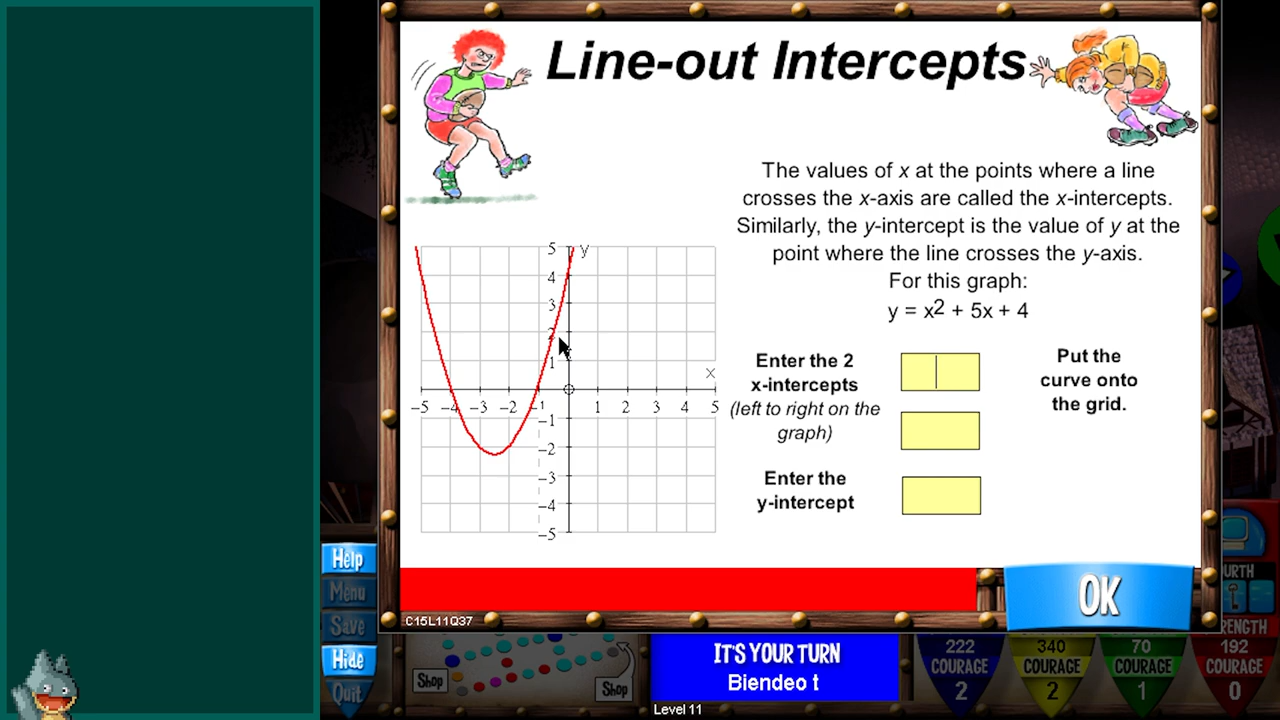 Line-out Intercepts
The values of x at the points where a line
crosses the x-axis are called the x-intercepts.
Similarly, the y-intercept is the value of y at the
point where the line crosses the y-axis.
For this graph:
y = x² + 5x + 4
5 y
4
3
2
1
x
−5 −4 −3 −2 −1 1 2 3 4 5
−1
−2
−3
−4
−5
Enter the 2
x-intercepts
(left to right on the
graph)
Enter the
y-intercept
Put the
curve onto
the grid.
OK
C15L11Q37
Help
Menu
Save
Hide
Quit
Shop
Shop
IT'S YOUR TURN
Biendeo t
Level 11
222
COURAGE
2
340
COURAGE
2
70
COURAGE
1
192
COURAGE
0